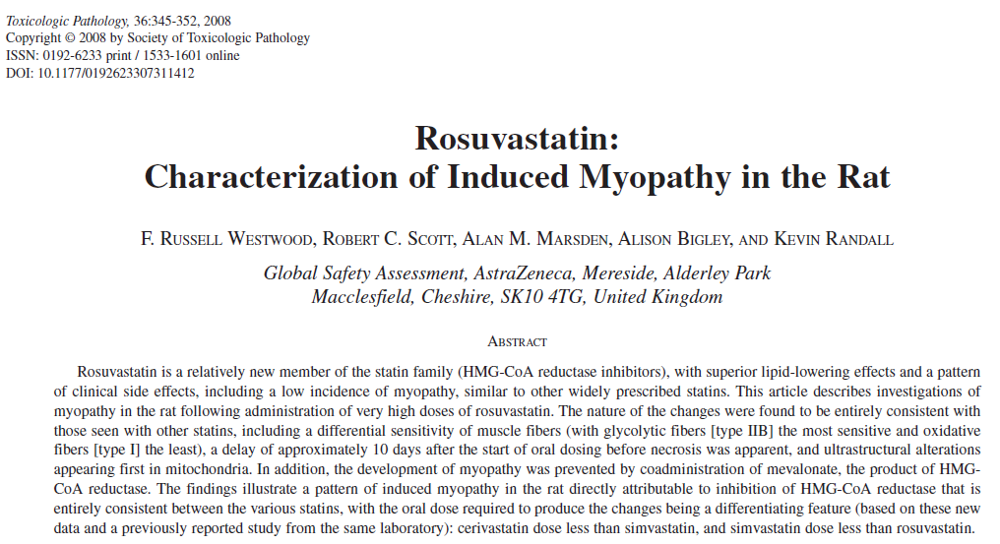 Toxicologic Pathology, 36:345-352, 2008
Copyright © 2008 by Society of Toxicologic Pathology
ISSN: 0192-6233 print / 1533-1601 online
DOI: 10.1177/0192623307311412
Rosuvastatin:
Characterization of Induced Myopathy in the Rat
F. RUSSELL WESTWOOD, ROBERT C. SCOTT, ALAN M. MARSDEN, ALISON BIGLEY, AND KEVIN RANDALL
Global Safety Assessment, AstraZeneca, Mereside, Alderley Park
Macclesfield, Cheshire, SK10 4TG, United Kingdom
ABSTRACT
Rosuvastatin is a relatively new member of the statin family (HMG-CoA reductase inhibitors), with superior lipid-lowering effects and a pattern
of clinical side effects, including a low incidence of myopathy, similar to other widely prescribed statins. This article describes investigations of
myopathy in the rat following administration of very high doses of rosuvastatin. The nature of the changes were found to be entirely consistent with
those seen with other statins, including a differential sensitivity of muscle fibers (with glycolytic fibers [type IIB] the most sensitive and oxidative
fibers [type I] the least), a delay of approximately 10 days after the start of oral dosing before necrosis was apparent, and ultrastructural alterations
appearing first in mitochondria. In addition, the development of myopathy was prevented by coadministration of mevalonate, the product of HMG-
CoA reductase. The findings illustrate a pattern of induced myopathy in the rat directly attributable to inhibition of HMG-CoA reductase that is
entirely consistent between the various statins, with the oral dose required to produce the changes being a differentiating feature (based on these new
data and a previously reported study from the same laboratory): cerivastatin dose less than simvastatin, and simvastatin dose less than rosuvastatin.